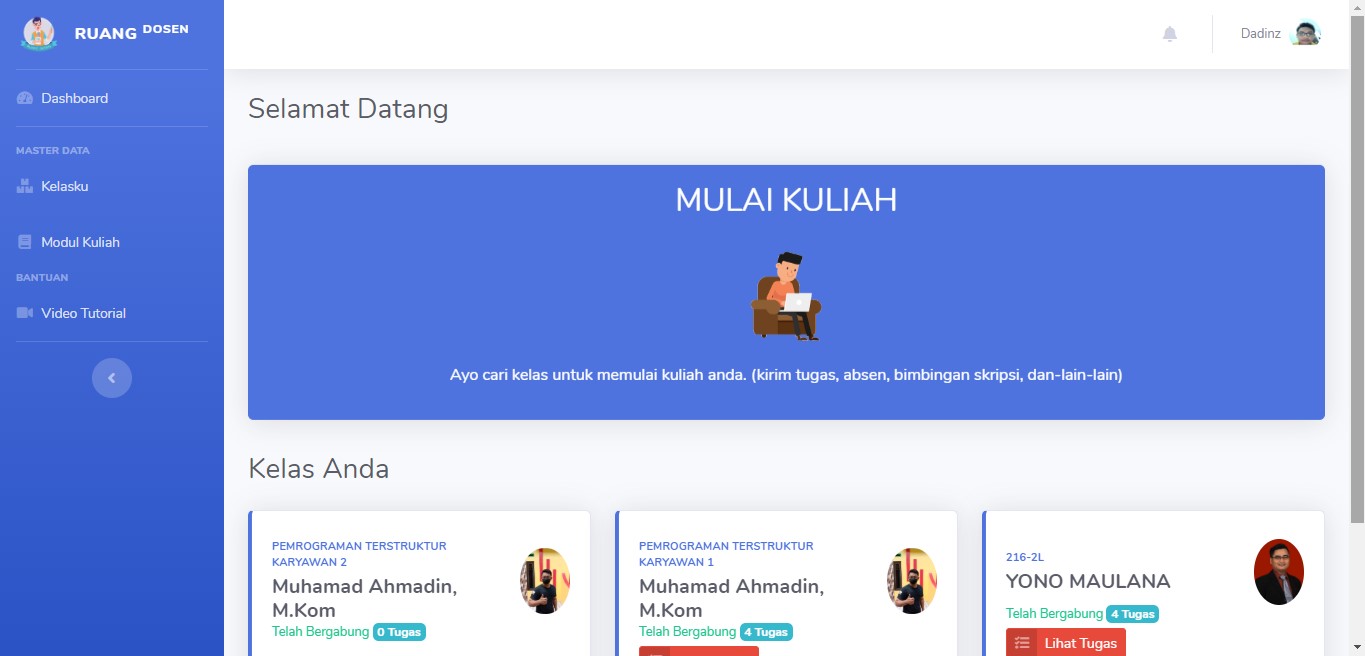 RUANG DOSEN
Dadinz
Dashboard
Selamat Datang
MASTER DATA
Kelasku
MULAI KULIAH
Modul Kuliah
BANTUAN
Video Tutorial
Ayo cari kelas untuk memulai kuliah anda. (kirim tugas, absen, bimbingan skripsi, dan-lain-lain)
Kelas Anda
PEMROGRAMAN TERSTRUKTUR
KARYAWAN 2
Muhamad Ahmadin,
M.Kom
Telah Bergabung 0 Tugas
PEMROGRAMAN TERSTRUKTUR
KARYAWAN 1
Muhamad Ahmadin,
M.Kom
Telah Bergabung 4 Tugas
216-2L
YONO MAULANA
Telah Bergabung 4 Tugas
Lihat Tugas